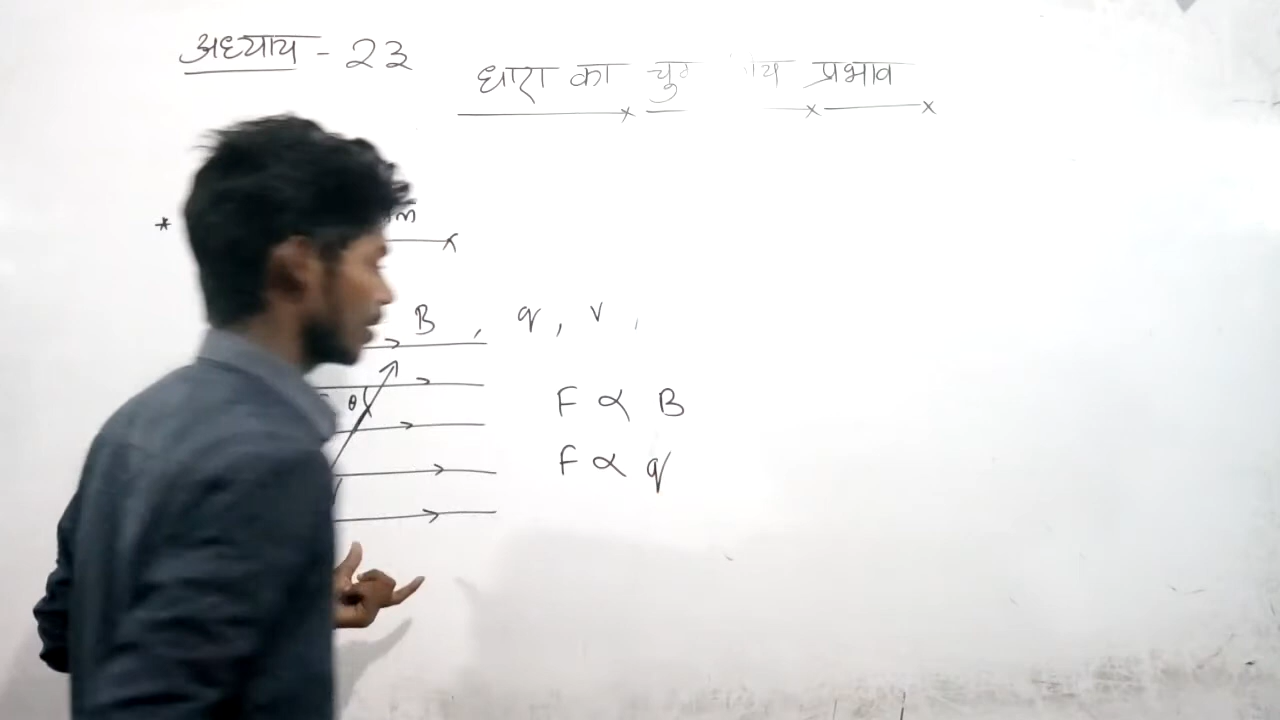 अध्याय - 23
धारा का प्रभाव
*
B , q , v ,
θ
F ∝ B
F ∝ q